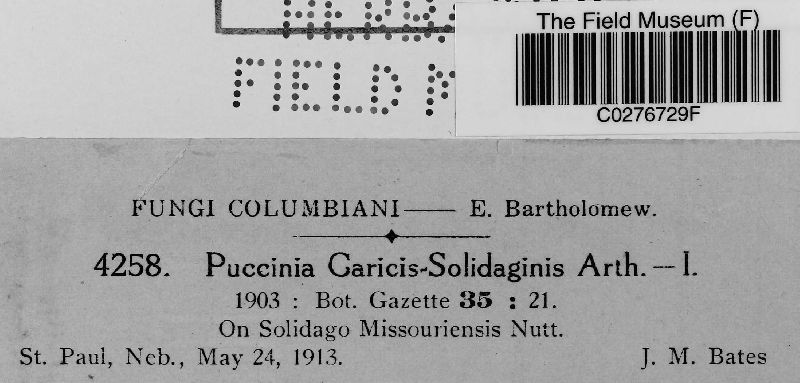 The Field Museum (F)
FIELD M
C0276729F
FUNGI COLUMBIANI—— E. Bartholomew.
4258. Puccinia Caricis-Solidaginis Arth. — I.
1903 : Bot. Gazette 35 : 21.
On Solidago Missouriensis Nutt.
St. Paul, Neb., May 24, 1913. J. M. Bates